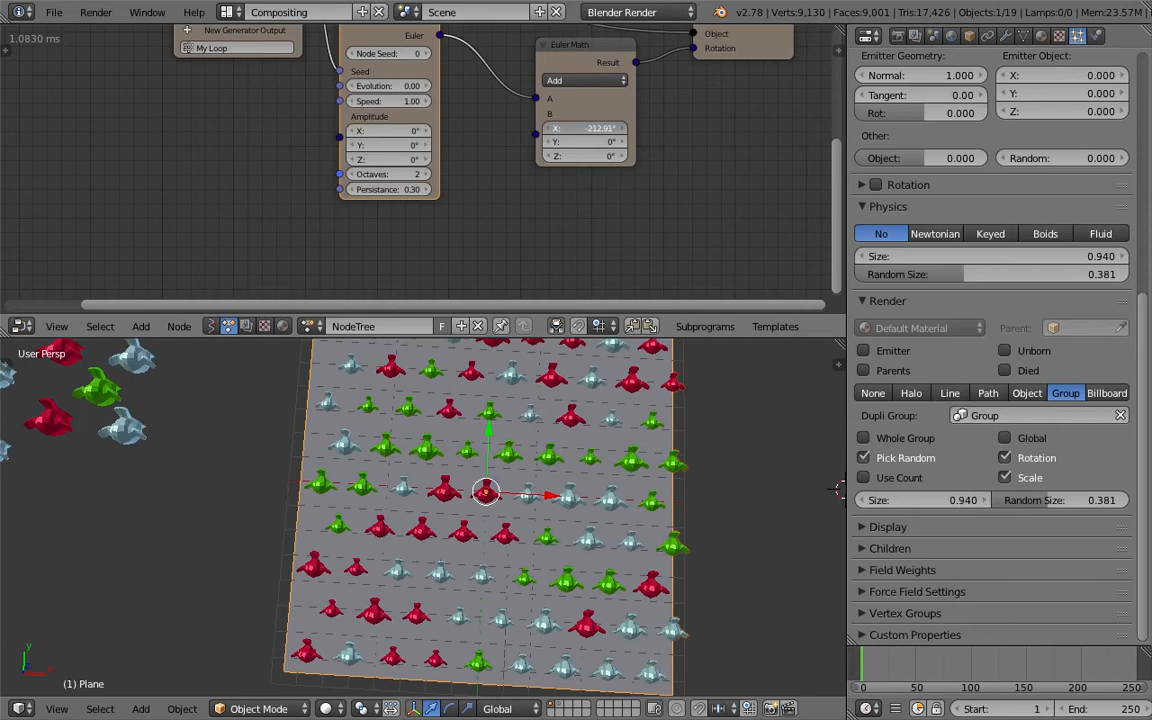 File Render Window Help Compositing Scene Blender Render v2.78 | Verts:9,130 | Faces:9,001 | Tris:17,426 | Objects:1/19 | Lamps:0/0 | Mem:23.57M |
1.0830 ms
New Generator Output
My Loop
Euler
Node Seed: 0
Seed
Evolution: 0.00
Speed: 1.00
Amplitude
X: 0°
Y: 0°
Z: 0°
Octaves: 2
Persistance: 0.30
Euler Math
Result
Add
A
B
X: -212.91°
Y: 0°
Z: 0°
Object
Rotation
View Select Add Node NodeTree F Subprograms Templates
User Persp
(1) Plane
View Select Add Object Object Mode Global
Emitter Geometry: Emitter Object:
Normal: 1.000 X: 0.000
Tangent: 0.00 Y: 0.000
Rot: 0.000 Z: 0.000
Other:
Object: 0.000 Random: 0.000
Rotation
Physics
No Newtonian Keyed Boids Fluid
Size: 0.940
Random Size: 0.381
Render
Default Material Parent:
Emitter Unborn
Parents Died
None Halo Line Path Object Group Billboard
Dupli Group: Group
Whole Group Global
Pick Random Rotation
Use Count Scale
Size: 0.940 Random Size: 0.381
Display
Children
Field Weights
Force Field Settings
Vertex Groups
Custom Properties
0 50 100 150 200 250
Start: 1 End: 250